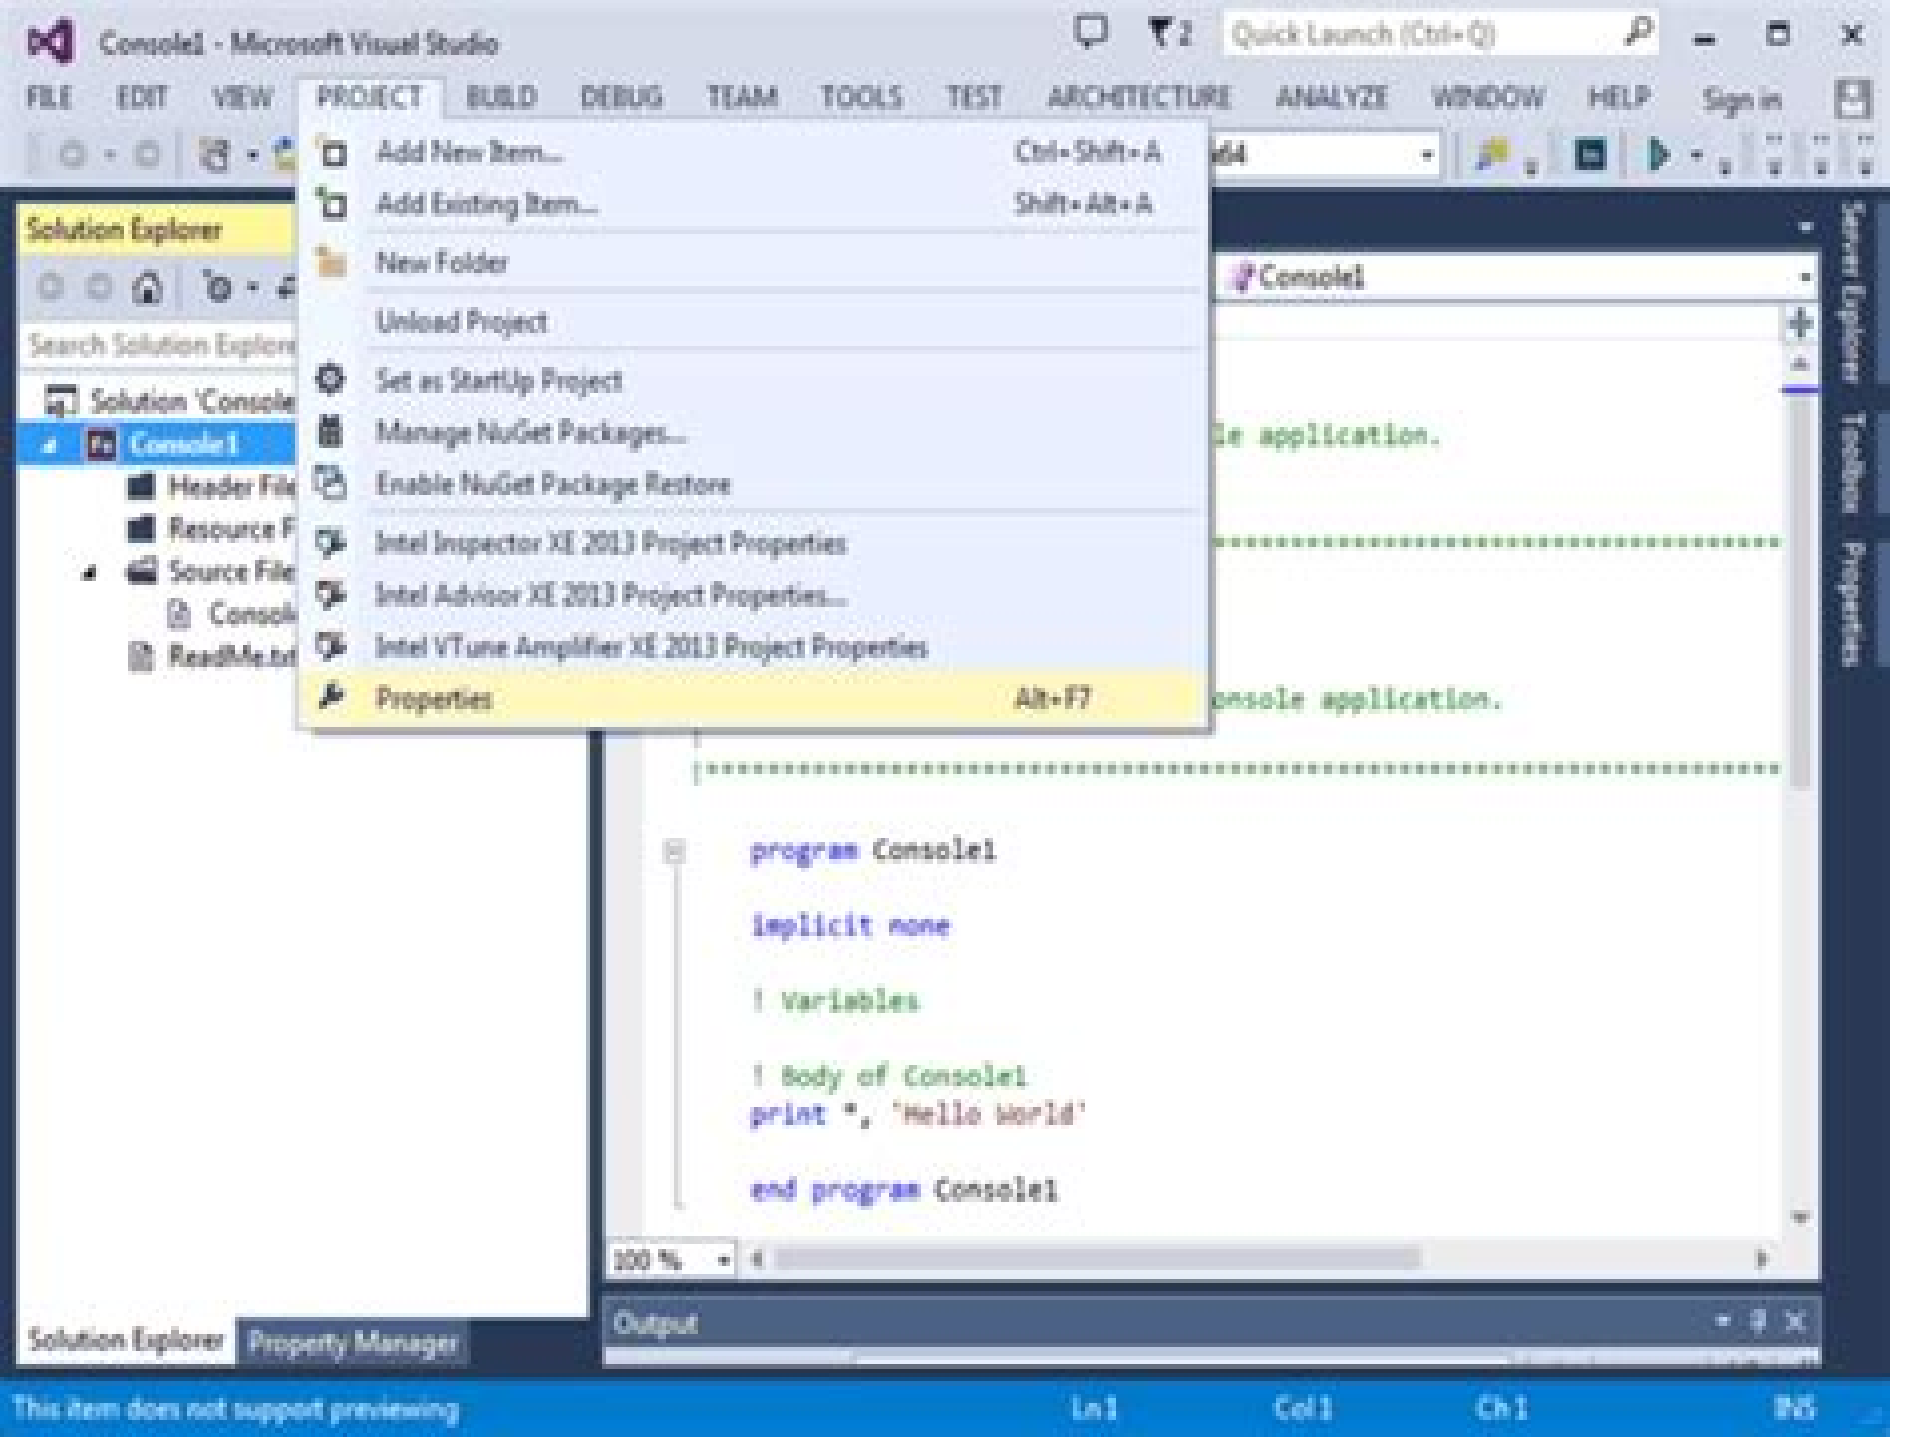 Console1 - Microsoft Visual Studio
2
Quick Launch (Ctrl+Q)
FILE EDIT VIEW PROJECT BUILD DEBUG TEAM TOOLS TEST ARCHITECTURE ANALYZE WINDOW HELP Sign in
Add New Item... Ctrl+Shift+A
x64
Add Existing Item... Shift+Alt+A
New Folder
Unload Project
Set as StartUp Project
Manage NuGet Packages...
Enable NuGet Package Restore
Intel Inspector XE 2013 Project Properties
Intel Advisor XE 2013 Project Properties...
Intel VTune Amplifier XE 2013 Project Properties
Properties Alt+F7
Solution Explorer
Search Solution Explore
Solution 'Console
Console1
Header File
Resource F
Source File
Consol
ReadMe.txt
Solution Explorer Property Manager
Console1
le application.
****************************************
onsole application.
program Console1
implicit none
! Variables
! Body of Console1
print *, 'Hello World'
end program Console1
100 %
Output
Server Explorer
Toolbox
Properties
This item does not support previewing Ln 1 Col 1 Ch 1 INS